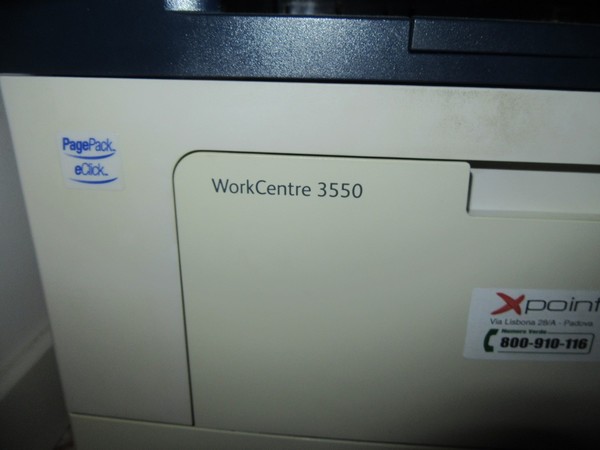 PagePack
eClick
WorkCentre 3550
Xpoint
Via Lisbona 28/A - Padova
Numero Verde
800-910-116